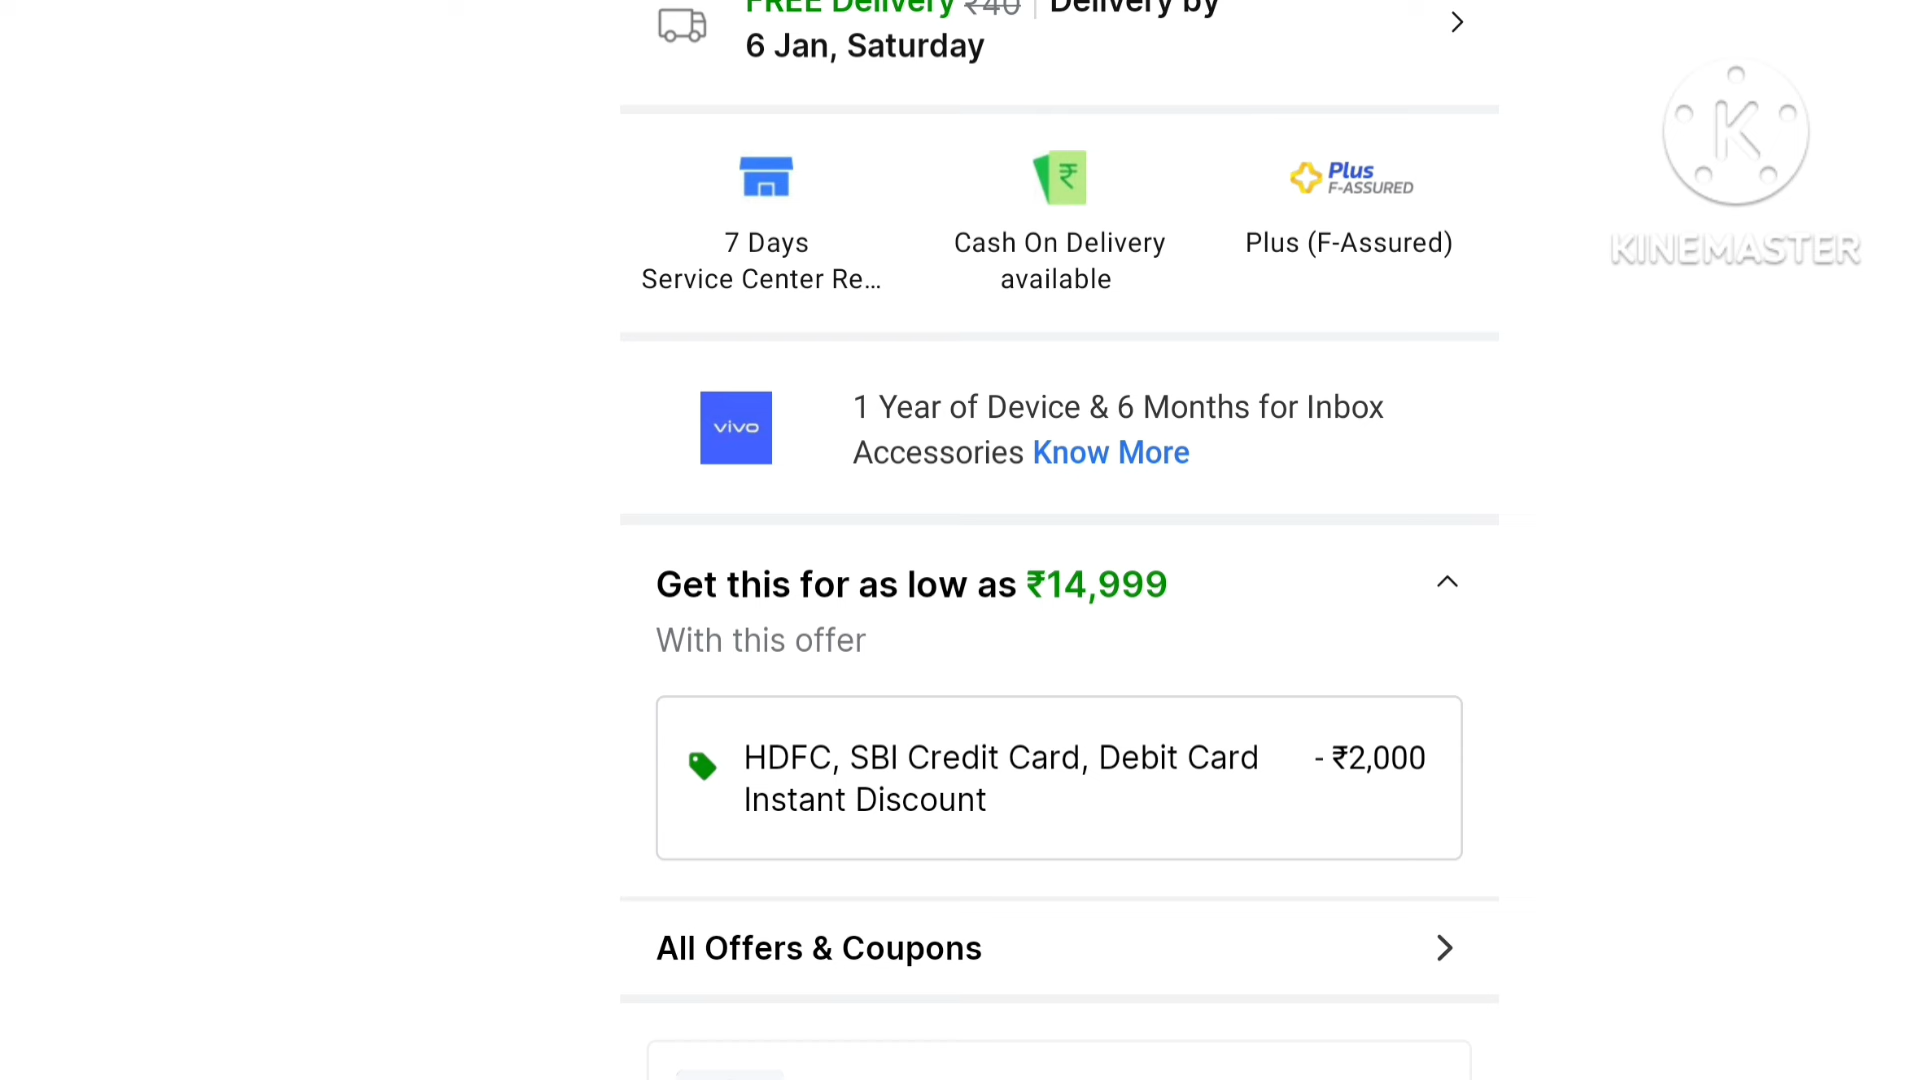 FREE Delivery ₹40 | Delivery by
6 Jan, Saturday
K
KINEMASTER
₹
Plus
F-ASSURED
7 Days
Service Center Re...
Cash On Delivery
available
Plus (F-Assured)
vivo
1 Year of Device & 6 Months for Inbox
Accessories Know More
Get this for as low as ₹14,999
With this offer
HDFC, SBI Credit Card, Debit Card - ₹2,000
Instant Discount
All Offers & Coupons